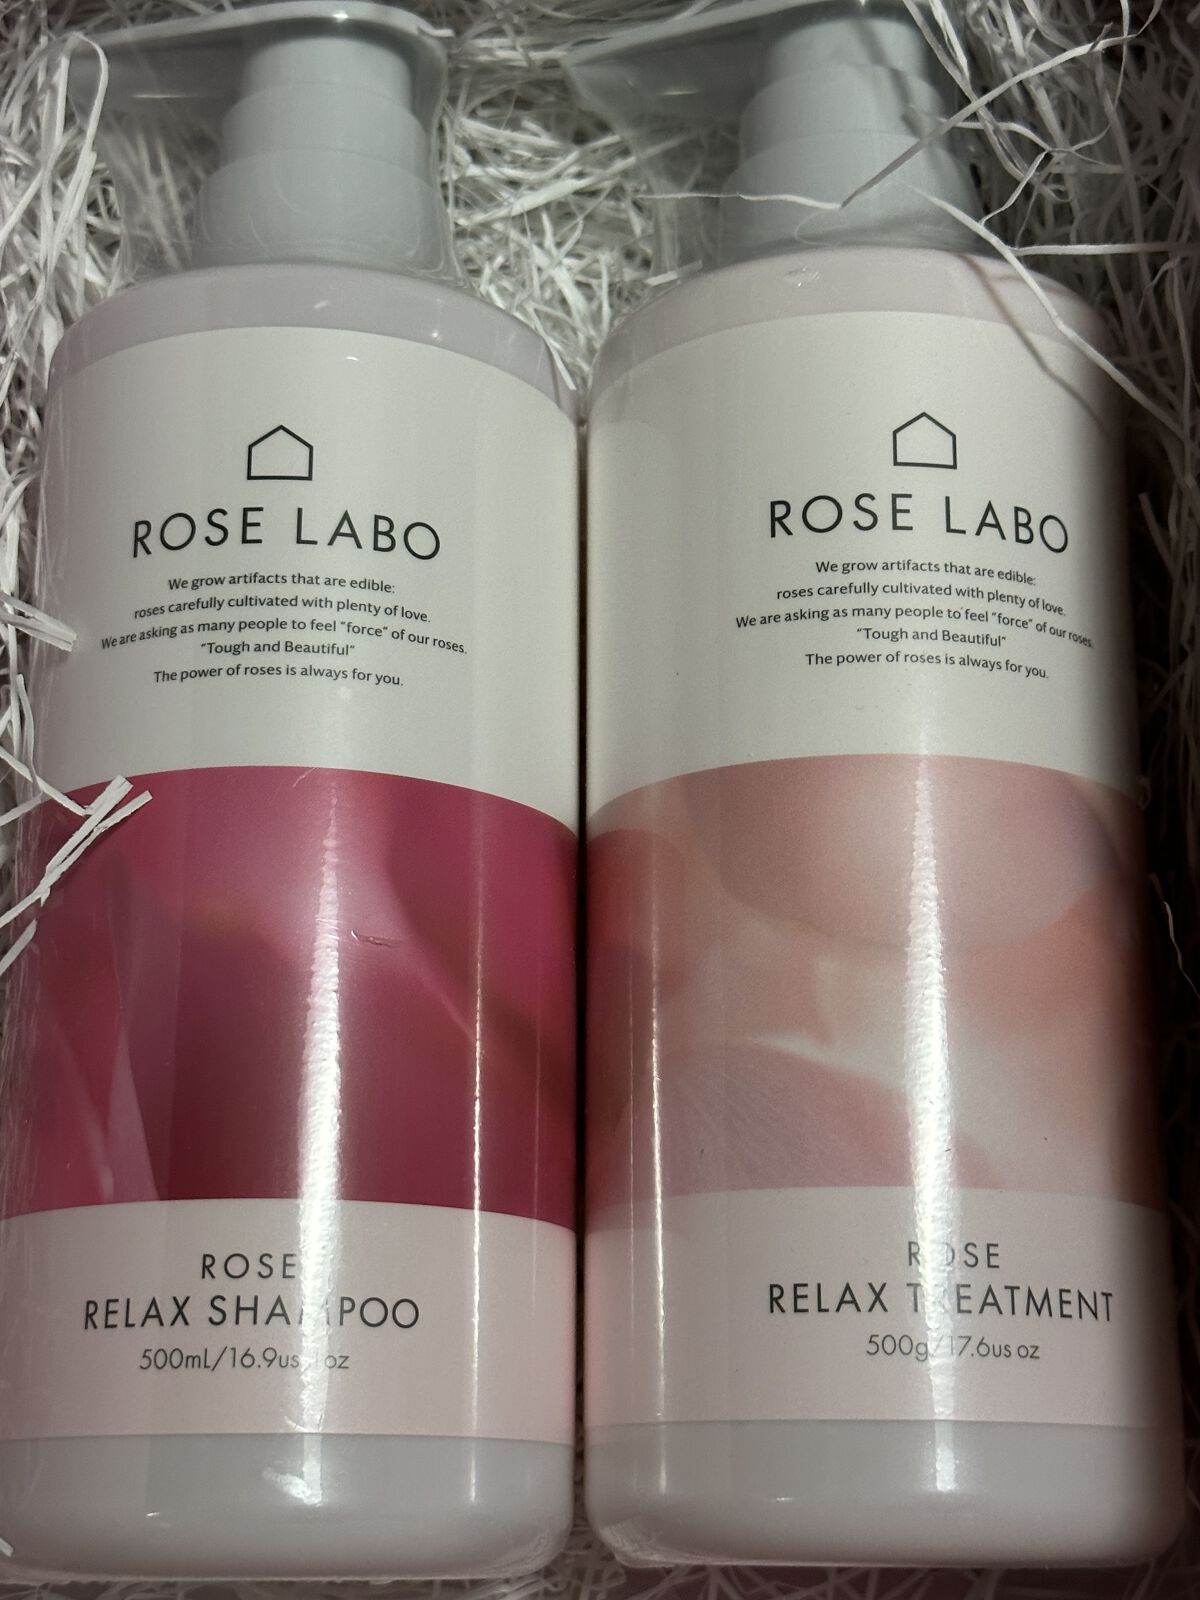 ROSE LABO
We grow artifacts that are edible:
roses carefully cultivated with plenty of love.
We are asking as many people to feel "force" of our roses.
"Tough and Beautiful"
The power of roses is always for you.
ROSE
RELAX SHAMPOO
500mL/16.9us oz
ROSE LABO
We grow artifacts that are edible:
roses carefully cultivated with plenty of love.
We are asking as many people to feel "force" of our roses.
"Tough and Beautiful"
The power of roses is always for you.
ROSE
RELAX TREATMENT
500g/17.6us oz